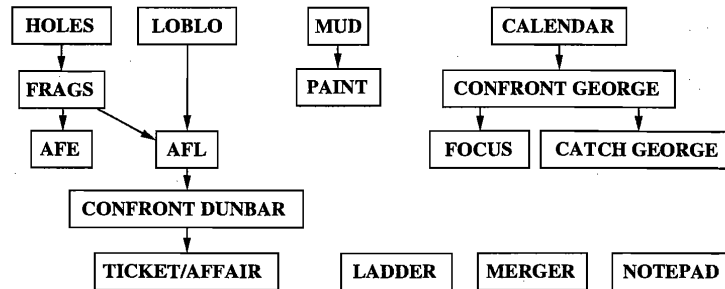 HOLES
LOBLO
MUD
CALENDAR
FRAGS
PAINT
CONFRONT GEORGE
AFE
AFL
FOCUS
CATCH GEORGE
CONFRONT DUNBAR
TICKET/AFFAIR
LADDER
MERGER
NOTEPAD